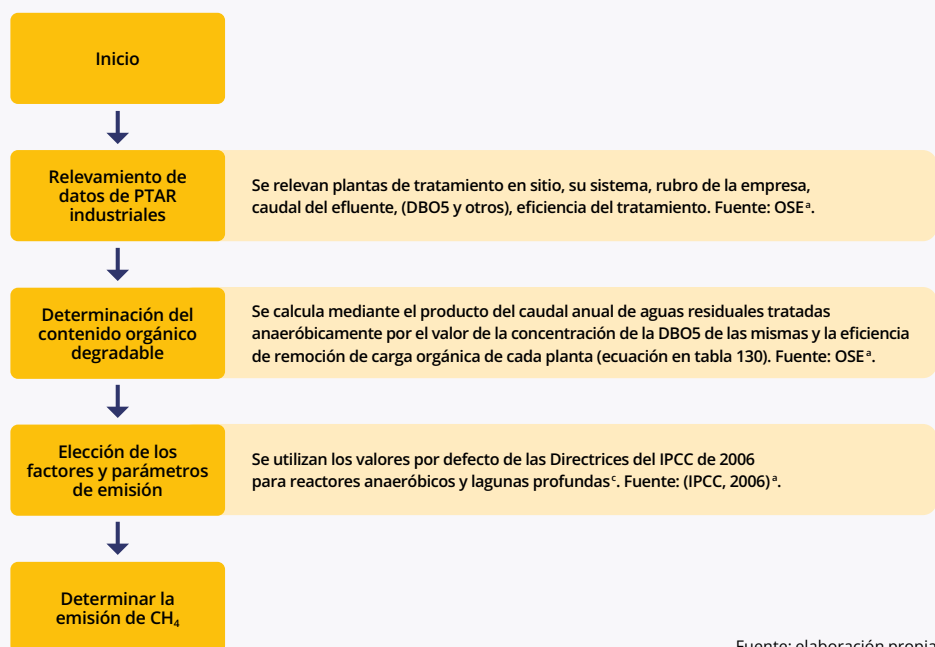 Inicio
Relevamiento de
datos de PTAR
industriales
Se relevan plantas de tratamiento en sitio, su sistema, rubro de la empresa,
caudal del efluente, (DBO5 y otros), eficiencia del tratamiento. Fuente: OSEᵃ.
Determinación del
contenido orgánico
degradable
Se calcula mediante el producto del caudal anual de aguas residuales tratadas
anaeróbicamente por el valor de la concentración de la DBO5 de las mismas y la eficiencia
de remoción de carga orgánica de cada planta (ecuación en tabla 130). Fuente: OSEᵃ.
Elección de los
factores y parámetros
de emisión
Se utilizan los valores por defecto de las Directrices del IPCC de 2006
para reactores anaeróbicos y lagunas profundasᶜ. Fuente: (IPCC, 2006)ᵃ.
Determinar la
emisión de CH₄
Fuente: elaboración propia